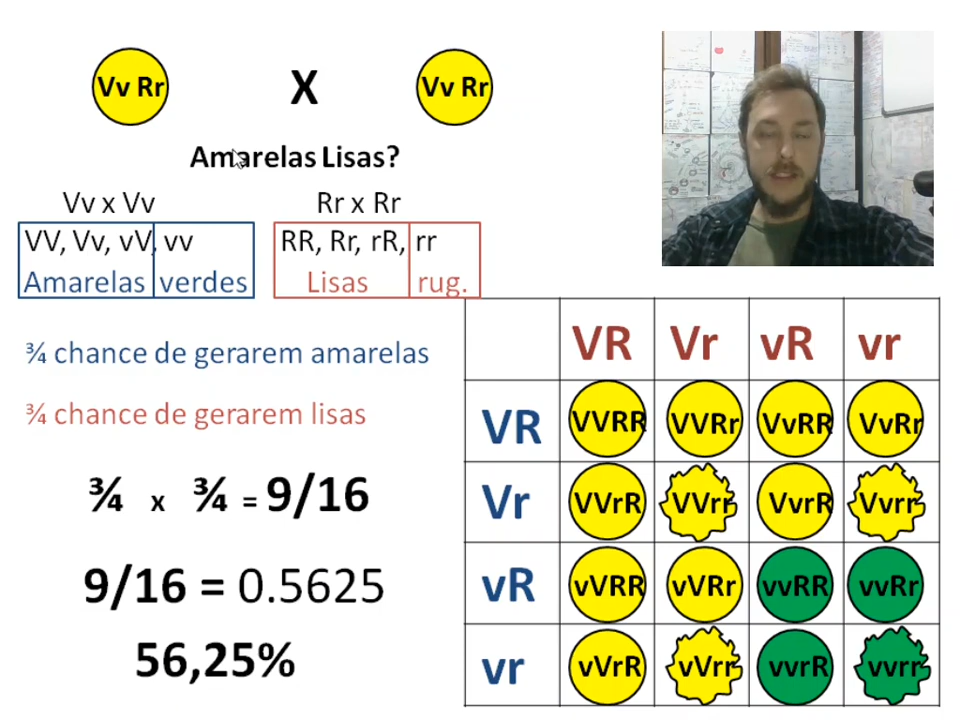 Vv Rr X Vv Rr
Amarelas Lisas?
Vv x Vv Rr x Rr
VV, Vv, vV, vv RR, Rr, rR, rr
Amarelas verdes Lisas rug.
¾ chance de gerarem amarelas
¾ chance de gerarem lisas
¾ x ¾ = 9/16
9/16 = 0.5625
56,25%
VR Vr vR vr
VR VVRR VVRr VvRR VvRr
Vr VVrR VVrr VvrR Vvrr
vR vVRR vVRr vvRR vvRr
vr vVrR vVrr vvrR vvrr